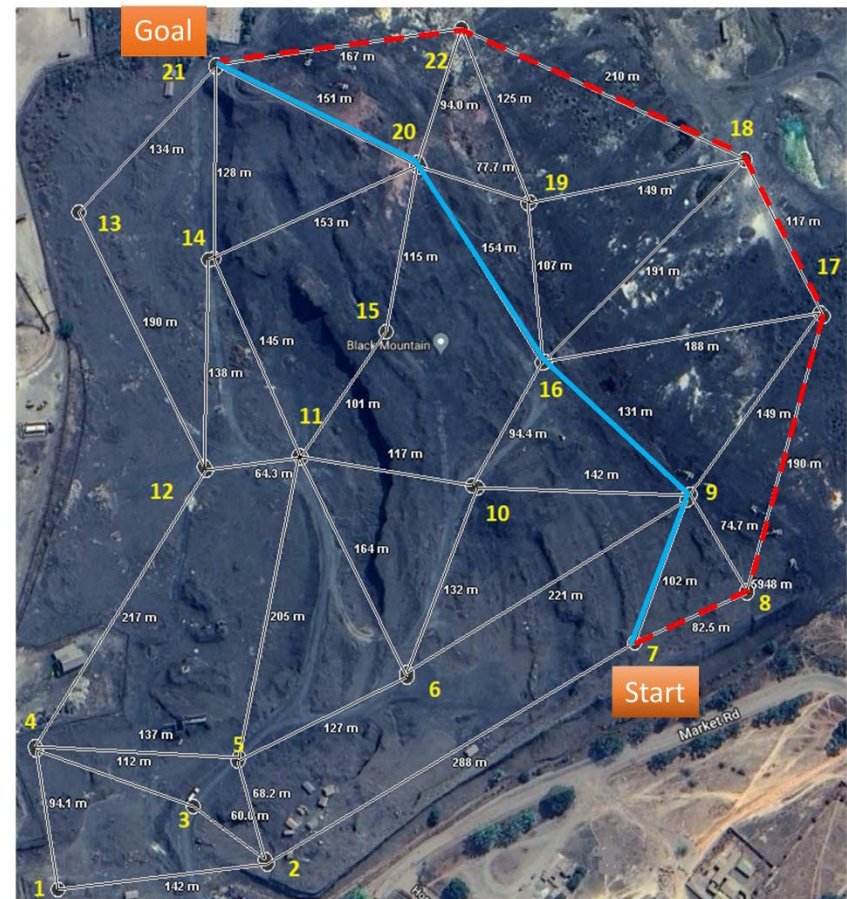 Goal
21
167 m
22
210 m
151 m
94.0 m
125 m
20
18
134 m
128 m
77.7 m
19
149 m
117 m
13
153 m
14
154 m
17
115 m
107 m
191 m
190 m
15
145 m
Black Mountain
188 m
138 m
16
101 m
131 m
149 m
11
94.4 m
117 m
190 m
64.3 m
142 m
9
12
10
74.7 m
164 m
132 m
221 m
102 m
5948 m
8
217 m
205 m
82.5 m
7
6
Start
4
127 m
137 m
5
288 m
Market Rd
112 m
68.2 m
94.1 m
3
2
142 m
1